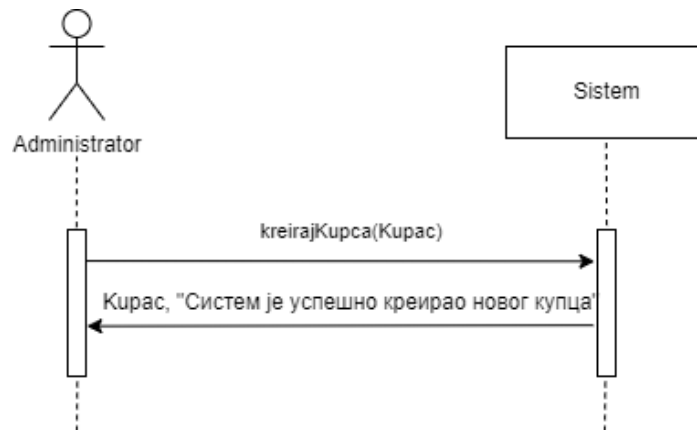 Sistem
Administrator
kreirajKupca(Kupac)
Kupac, "Систем је успешно креирао новог купца"